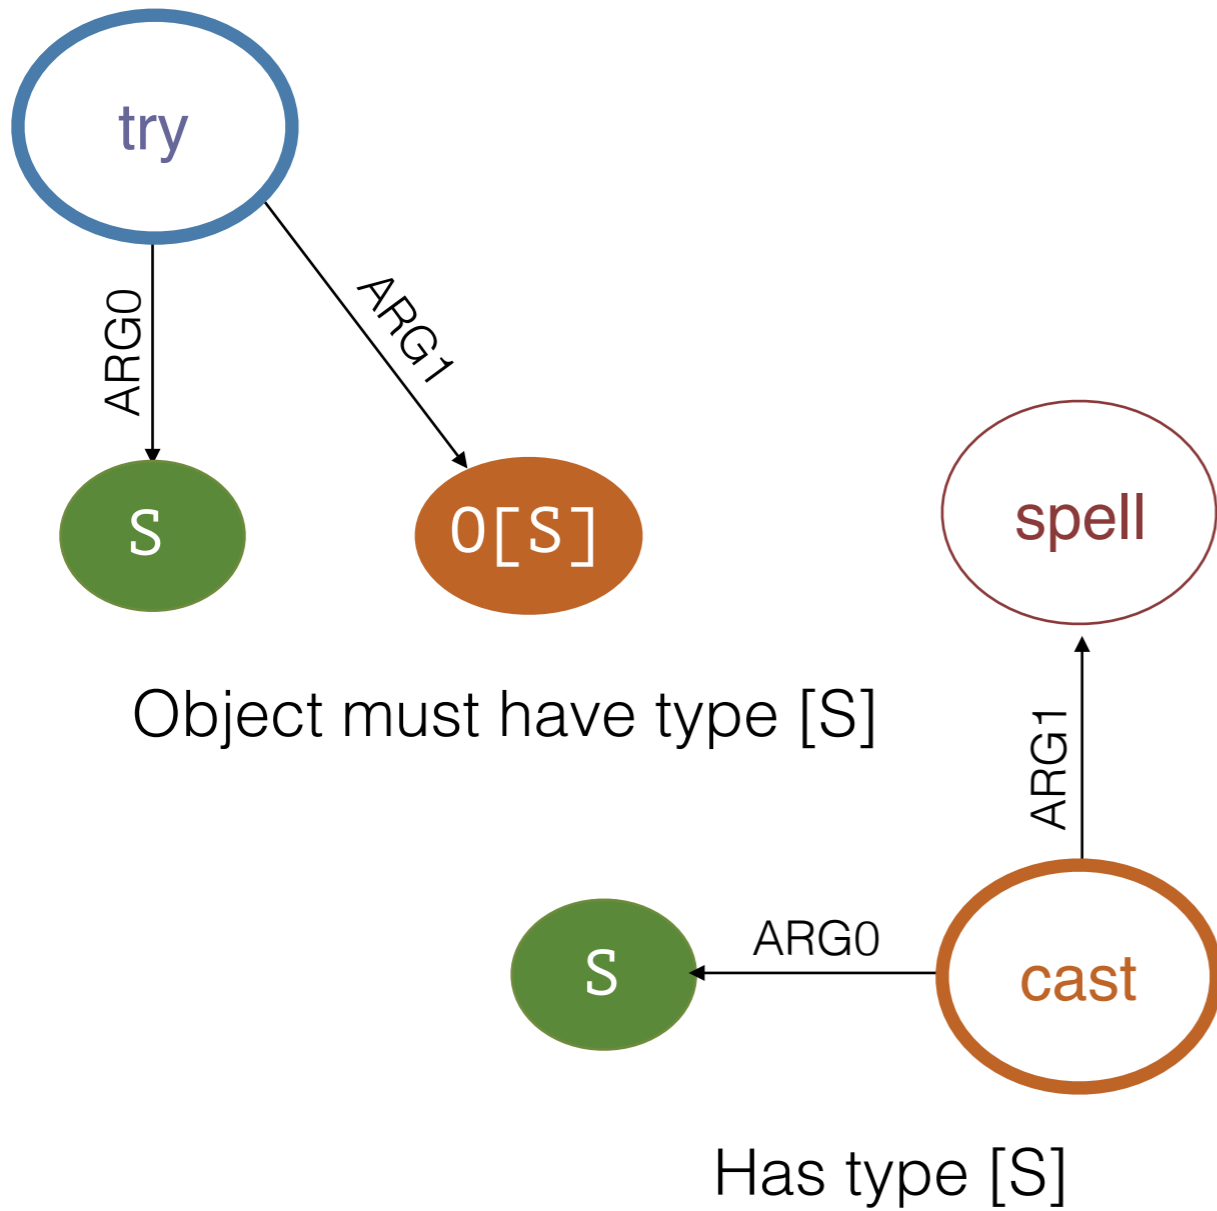 try
ARG0
ARG1
S
O[S]
Object must have type [S]
spell
ARG1
S
ARG0
cast
Has type [S]